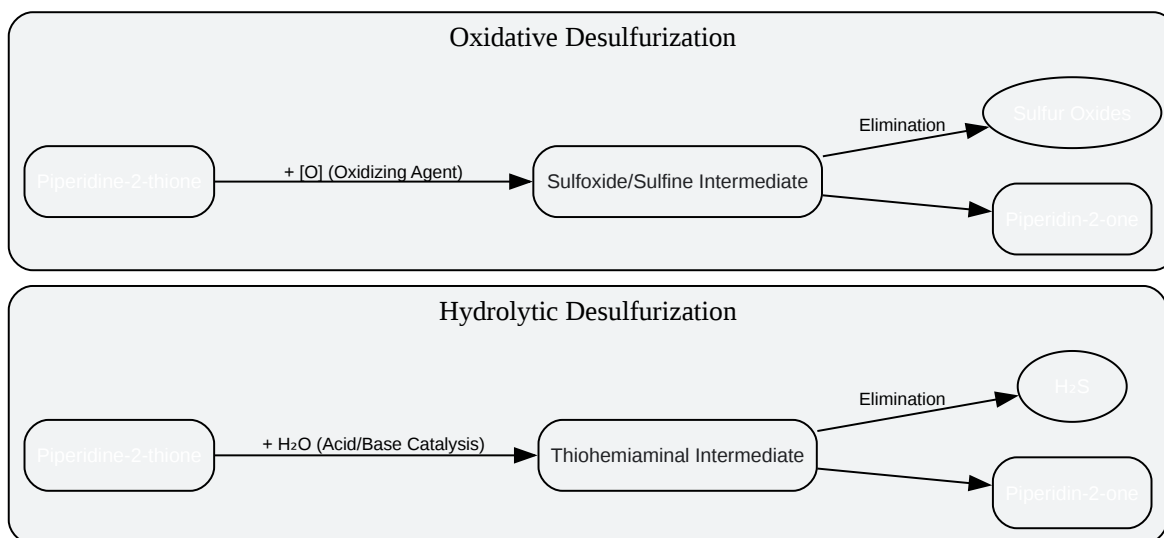 Oxidative Desulfurization
Sulfur Oxides
Elimination
Piperidine-2-thione
+ [O] (Oxidizing Agent)
Sulfoxide/Sulfine Intermediate
Piperidin-2-one
Hydrolytic Desulfurization
H₂S
Elimination
Piperidine-2-thione
+ H₂O (Acid/Base Catalysis)
Thiohemiaminal Intermediate
Piperidin-2-one